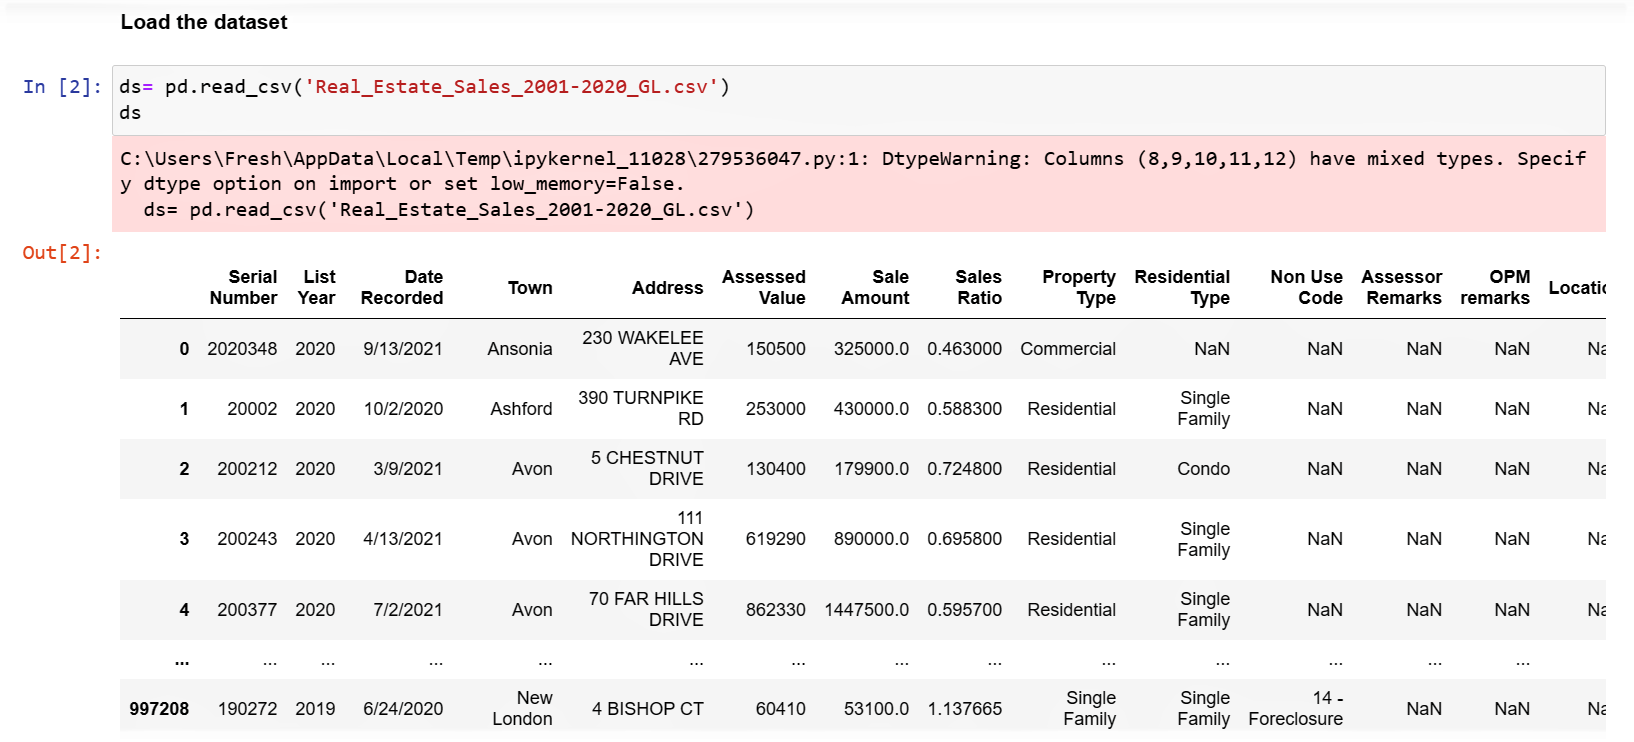 Load the dataset
In [2]: ds= pd.read_csv('Real_Estate_Sales_2001-2020_GL.csv')
ds
C:\Users\Fresh\AppData\Local\Temp\ipykernel_11028\279536047.py:1: DtypeWarning: Columns (8,9,10,11,12) have mixed types. Specif
y dtype option on import or set low_memory=False.
ds= pd.read_csv('Real_Estate_Sales_2001-2020_GL.csv')
Out[2]:
Serial List Date Assessed Sale Sales Property Residential Non Use Assessor OPM
Town Address Locatio
Number Year Recorded Value Amount Ratio Type Type Code Remarks remarks
230 WAKELEE
0 2020348 2020 9/13/2021 Ansonia 150500 325000.0 0.463000 Commercial NaN NaN NaN NaN Na
AVE
390 TURNPIKE Single
1 20002 2020 10/2/2020 Ashford 253000 430000.0 0.588300 Residential NaN NaN NaN Na
RD Family
5 CHESTNUT
2 200212 2020 3/9/2021 Avon 130400 179900.0 0.724800 Residential Condo NaN NaN NaN Na
DRIVE
111
3 200243 2020 4/13/2021 Avon NORTHINGTON 619290 890000.0 0.695800 Residential Single NaN NaN NaN Na
DRIVE Family
70 FAR HILLS Single
4 200377 2020 7/2/2021 Avon 862330 1447500.0 0.595700 Residential NaN NaN NaN Na
DRIVE Family
... ... ... ... ... ... ... ... ... ... ... ... ... ...
New Single Single 14 -
997208 190272 2019 6/24/2020 4 BISHOP CT 60410 53100.0 1.137665 NaN NaN Na
London Family Family Foreclosure